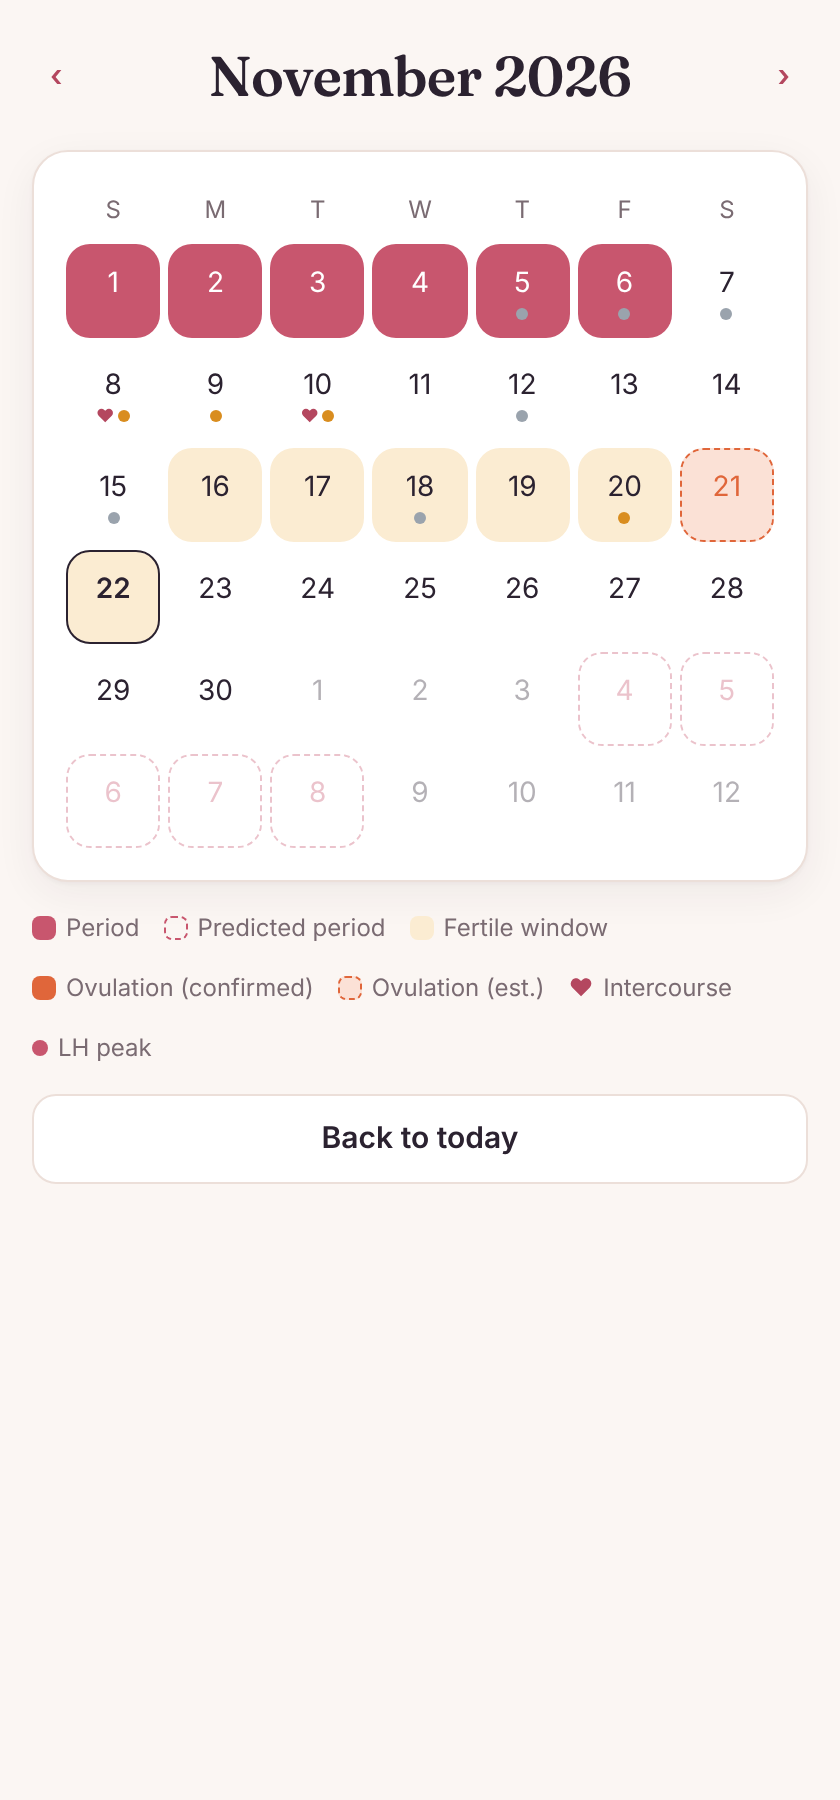 ‹ November 2026 ›
S M T W T F S
1 2 3 4 5 6 7
8 9 10 11 12 13 14
15 16 17 18 19 20 21
22 23 24 25 26 27 28
29 30 1 2 3 4 5
6 7 8 9 10 11 12
Period Predicted period Fertile window
Ovulation (confirmed) Ovulation (est.) Intercourse
LH peak
Back to today